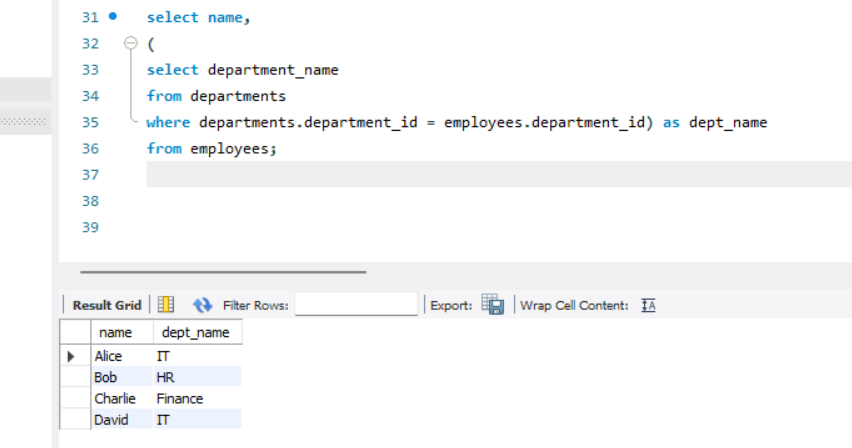 31 select name,
32 (
33 select department_name
34 from departments
35 where departments.department_id = employees.department_id) as dept_name
36 from employees;
37
38
39
Result Grid Filter Rows: Export: Wrap Cell Content: IA
name dept_name
Alice IT
Bob HR
Charlie Finance
David IT